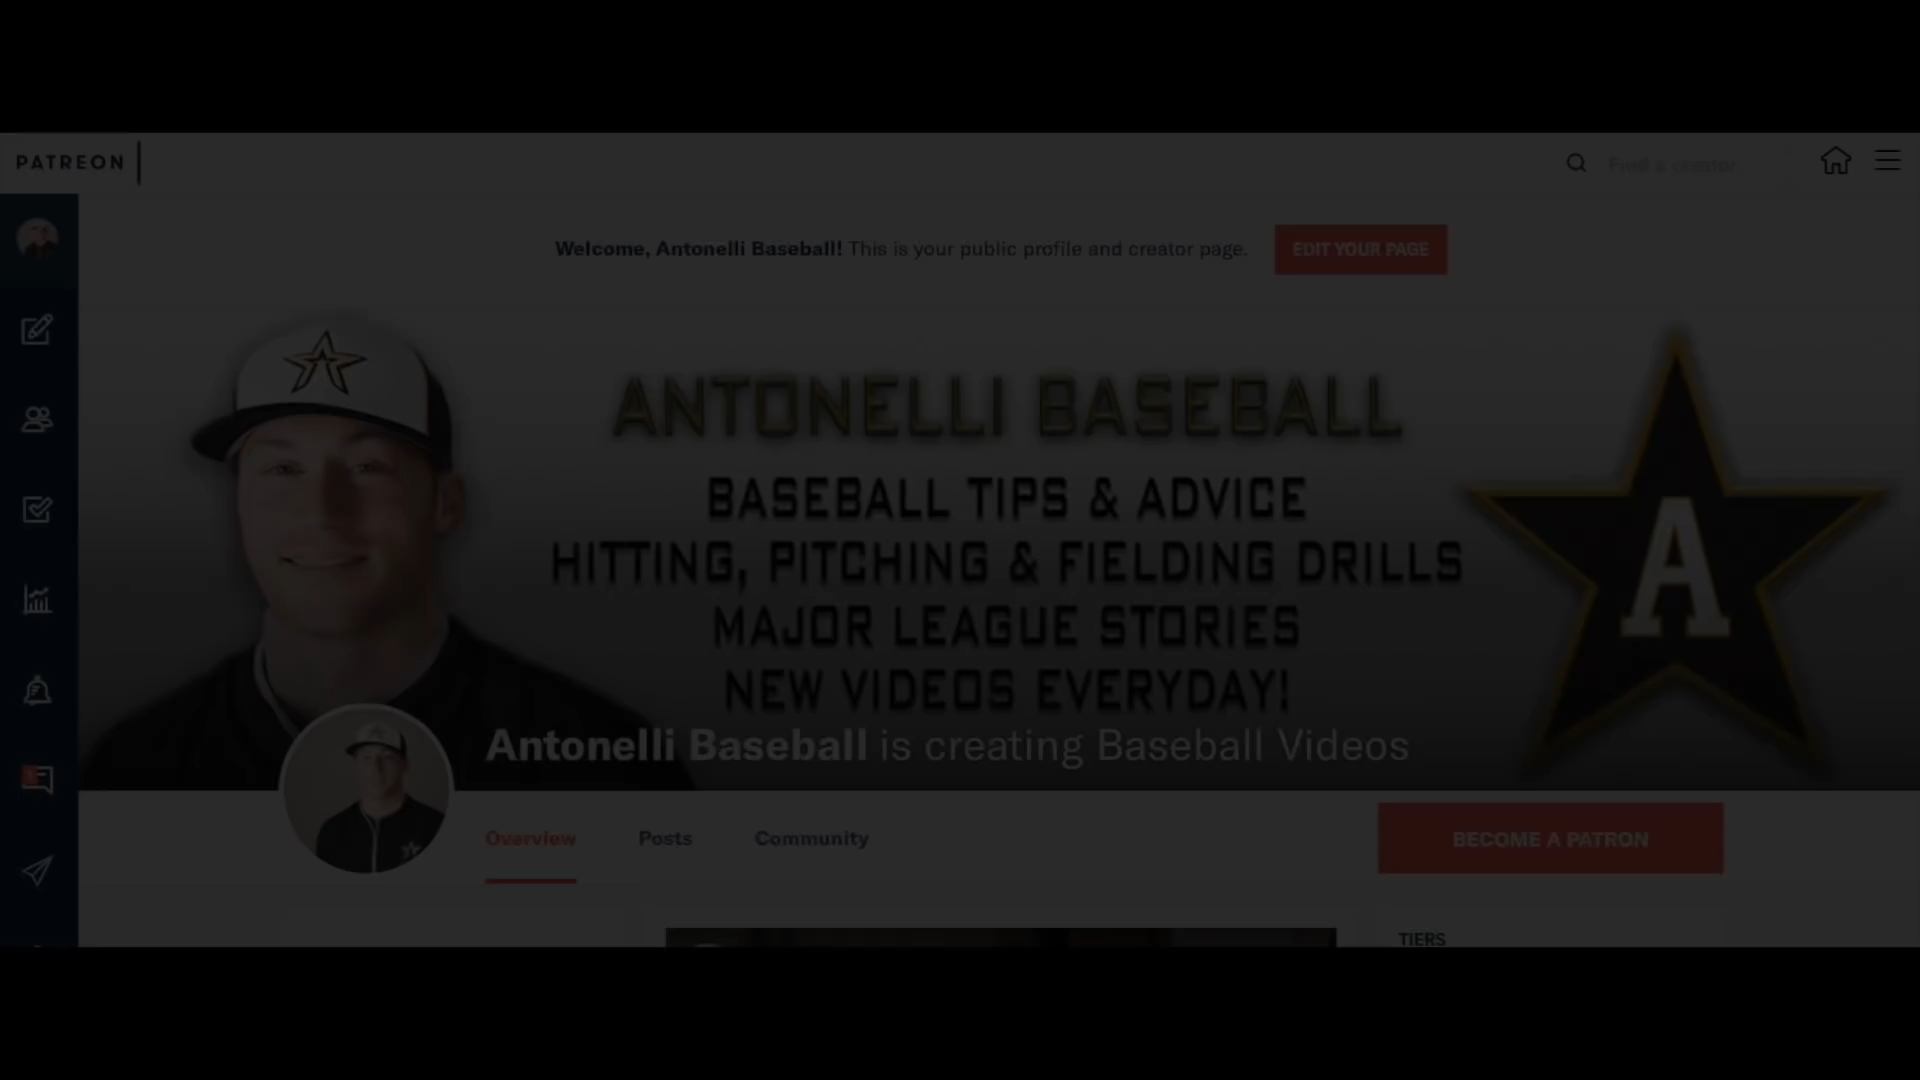 PATREON
Find a creator
Welcome, Antonelli Baseball! This is your public profile and creator page.
EDIT YOUR PAGE
ANTONELLI BASEBALL
BASEBALL TIPS & ADVICE
HITTING, PITCHING & FIELDING DRILLS
MAJOR LEAGUE STORIES
NEW VIDEOS EVERYDAY!
A
Antonelli Baseball is creating Baseball Videos
Overview
Posts
Community
BECOME A PATRON
TIERS